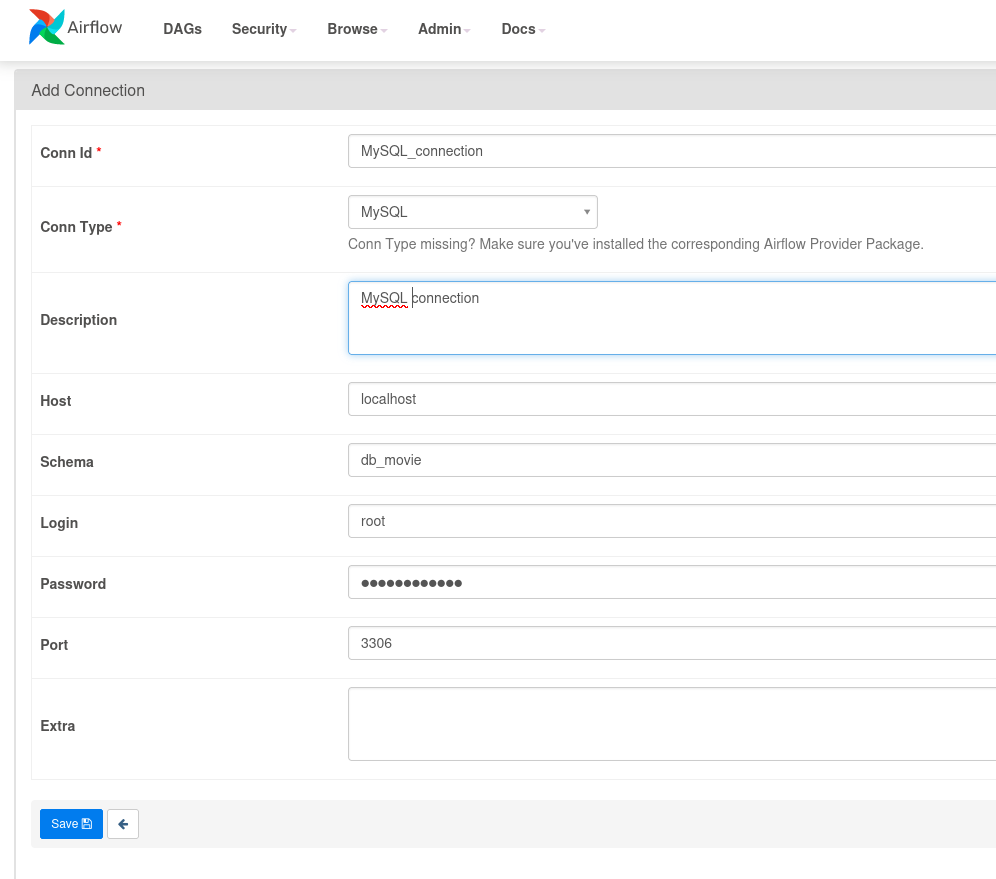 Airflow DAGs Security Browse Admin Docs
Add Connection
Conn Id * MySQL_connection
Conn Type * MySQL
Conn Type missing? Make sure you've installed the corresponding Airflow Provider Package.
Description MySQL connection
Host localhost
Schema db_movie
Login root
Password ●●●●●●●●●●●●
Port 3306
Extra
Save